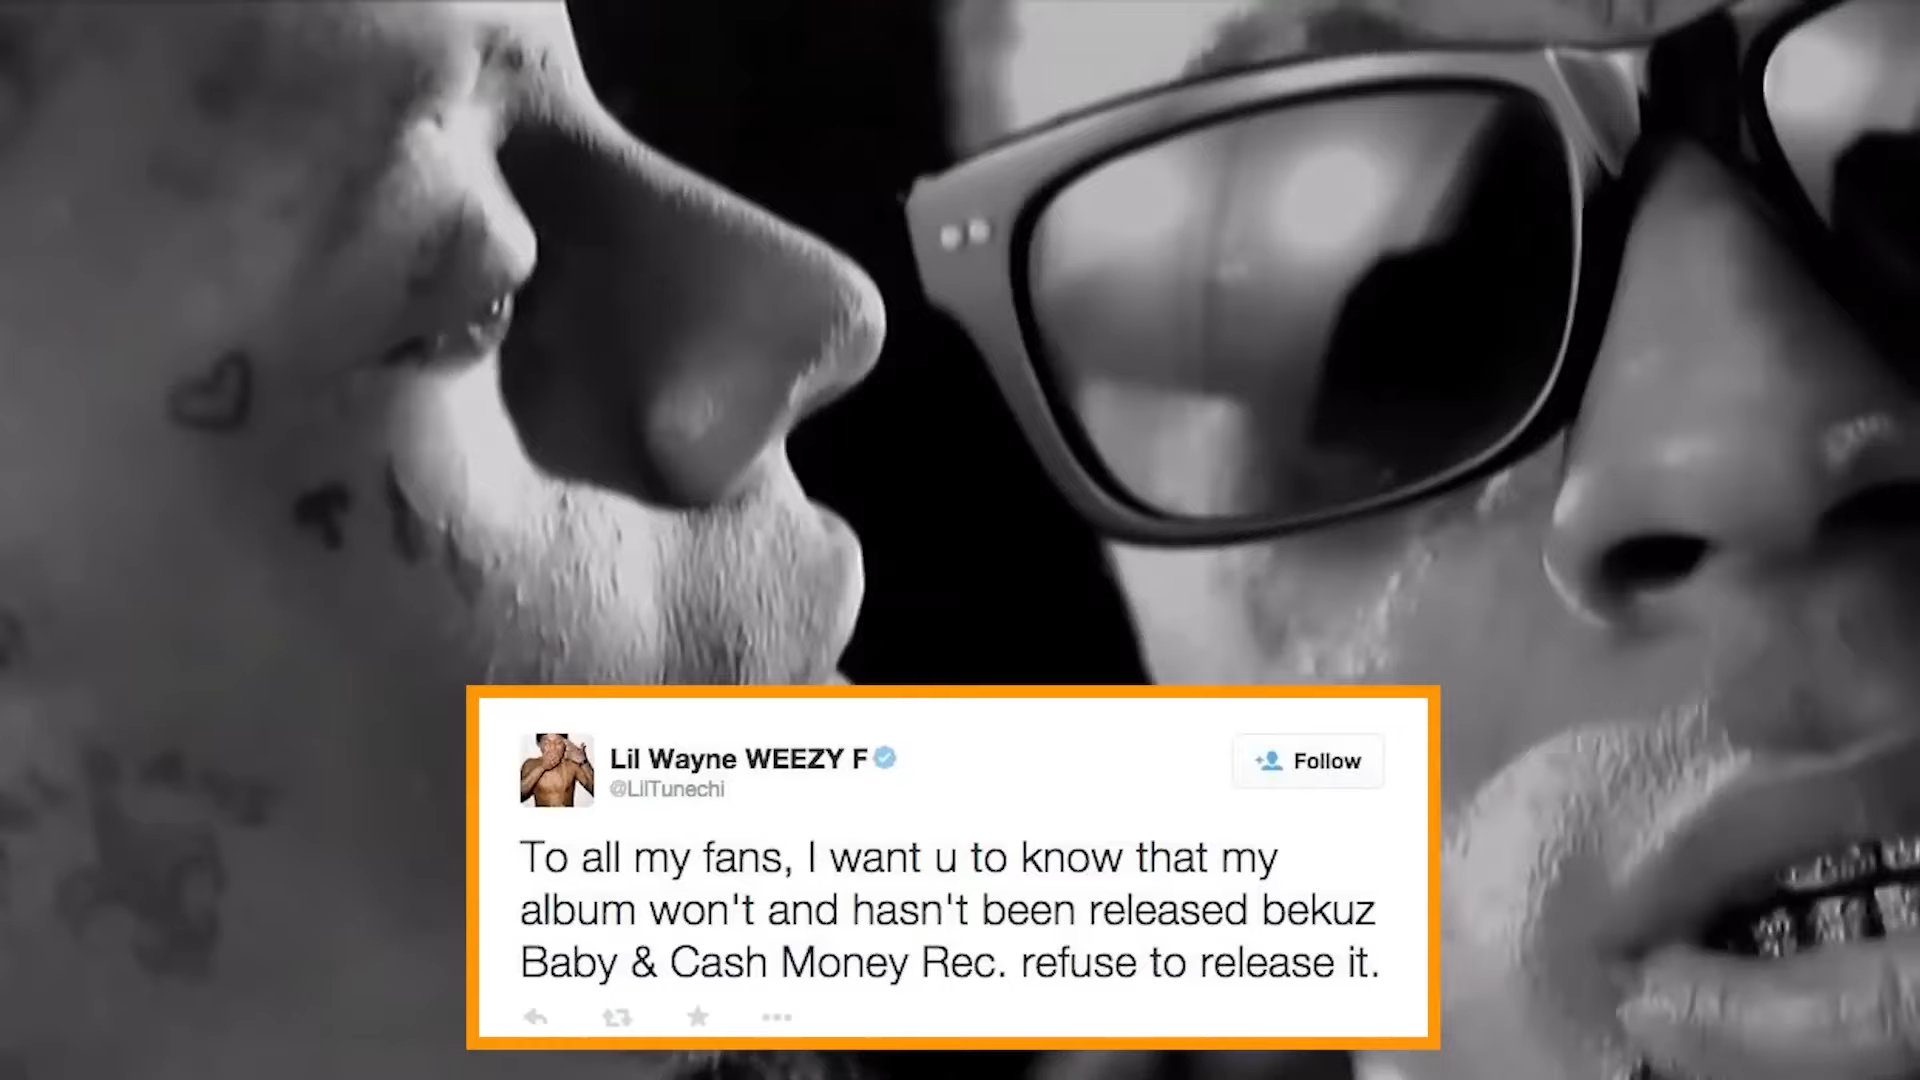 Lil Wayne WEEZY F
@LilTunechi
Follow
To all my fans, I want u to know that my
album won't and hasn't been released bekuz
Baby & Cash Money Rec. refuse to release it.